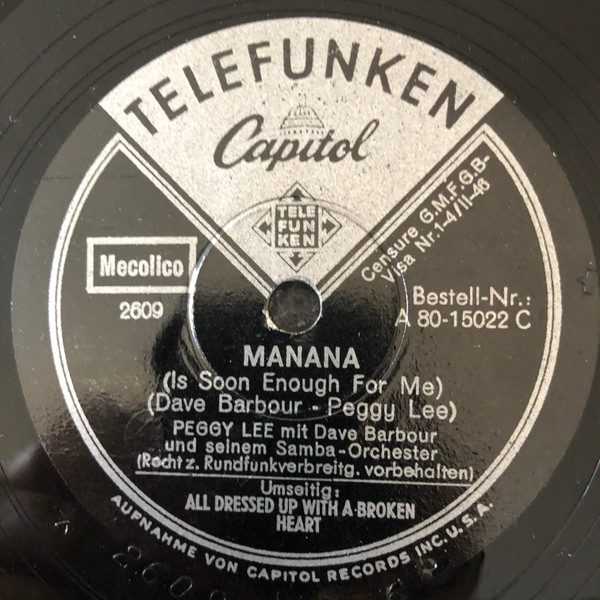 TELEFUNKEN
Capitol
TELE
FUN
KEN
Censure G.M.F.G.B-
Visa Nr.1-4/II-46
Mecolico
2609
Bestell-Nr.:
A 80-15022 C
MANANA
(Is Soon Enough For Me)
(Dave Barbour - Peggy Lee)
PEGGY LEE mit Dave Barbour
und seinem Samba-Orchester
(Recht z. Rundfunkverbreitg. vorbehalten)
Umseitig:
ALL DRESSED UP WITH A-BROKEN
HEART
AUFNAHME VON CAPITOL RECORDS INC. U.S.A.